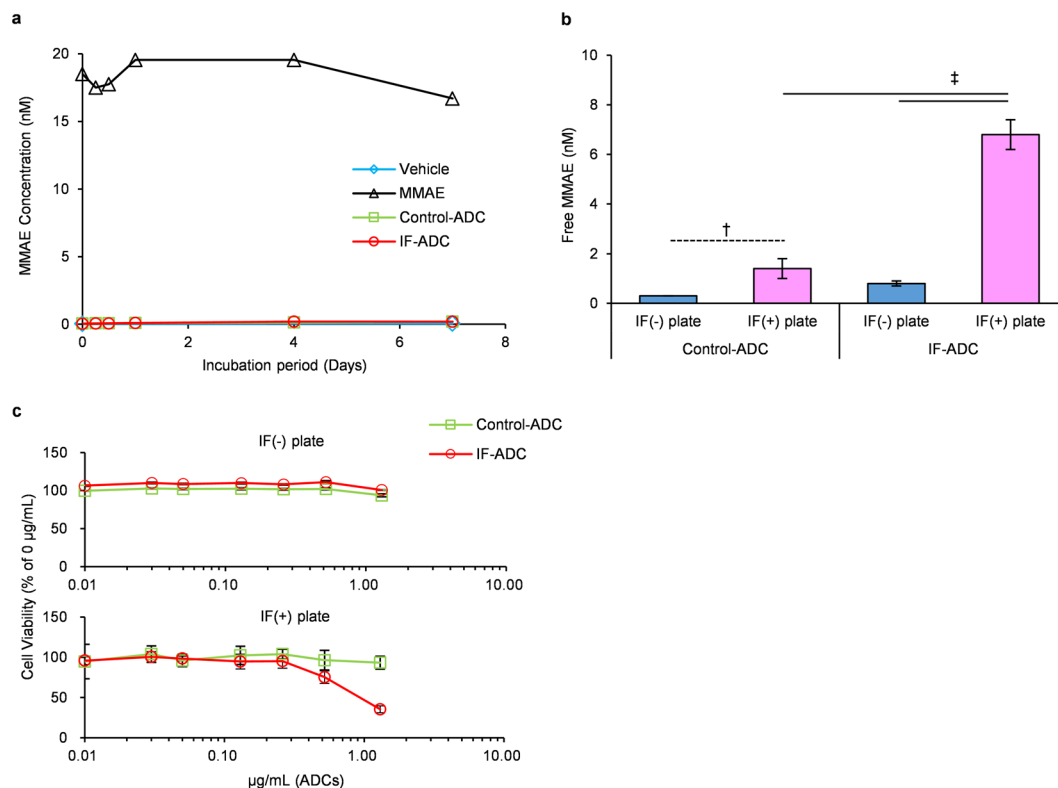 a
MMAE Concentration (nM)
20
15
10
5
0
0 2 4 6 8
Incubation period (Days)
Vehicle
MMAE
Control-ADC
IF-ADC
b
Free MMAE (nM)
10
8
6
4
2
0
†
‡
IF(-) plate IF(+) plate IF(-) plate IF(+) plate
Control-ADC IF-ADC
c
Control-ADC
IF-ADC
Cell Viability (% of 0 µg/mL)
IF(-) plate
150
100
50
0
0.01 0.10 1.00 10.00
IF(+) plate
150
100
50
0
0.01 0.10 1.00 10.00
µg/mL (ADCs)